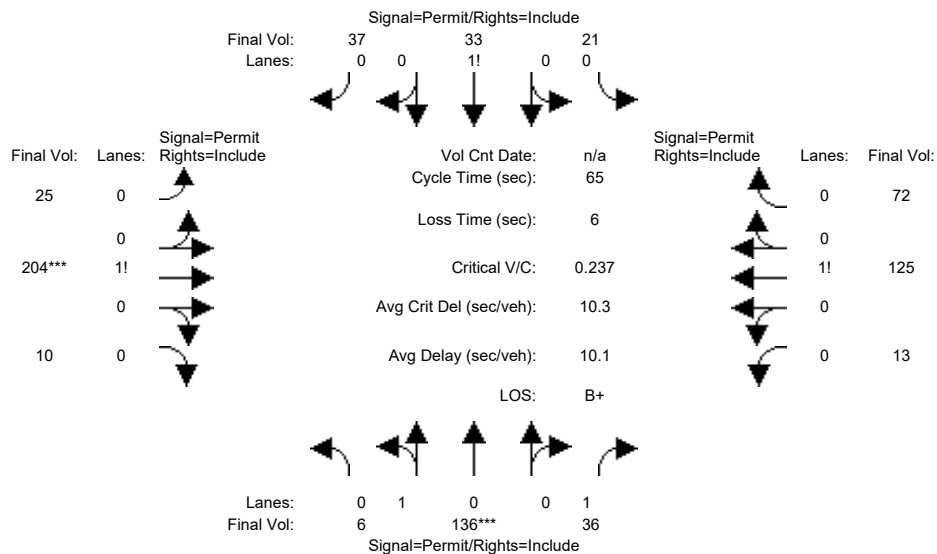 Signal=Permit/Rights=Include
Final Vol: 37 33 21
Lanes: 0 0 1! 0 0
Signal=Permit Signal=Permit
Final Vol: Lanes: Rights=Include Vol Cnt Date: n/a Rights=Include Lanes: Final Vol:
Cycle Time (sec): 65
25 0 0 72
Loss Time (sec): 6
0 0
204*** 1! Critical V/C: 0.237 1! 125
0 Avg Crit Del (sec/veh): 10.3 0
10 0 Avg Delay (sec/veh): 10.1 0 13
LOS: B+
Lanes: 0 1 0 0 1
Final Vol: 6 136*** 36
Signal=Permit/Rights=Include